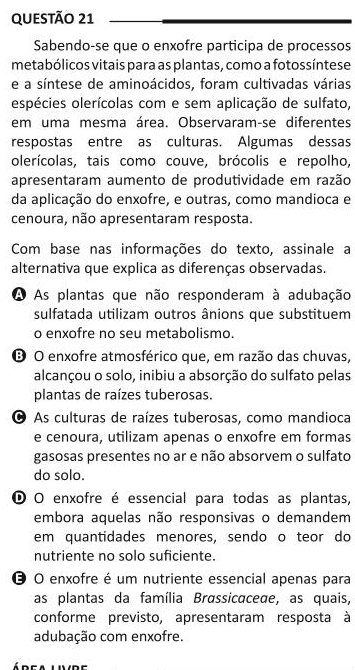 QUESTÃO 21
Sabendo-se que o enxofre participa de processos
metabólicos vitais para as plantas, como a fotossíntese
e a síntese de aminoácidos, foram cultivadas várias
espécies olerícolas com e sem aplicação de sulfato,
em uma mesma área. Observaram-se diferentes
respostas entre as culturas. Algumas dessas
olerícolas, tais como couve, brócolis e repolho,
apresentaram aumento de produtividade em razão
da aplicação do enxofre, e outras, como mandioca e
cenoura, não apresentaram resposta.
Com base nas informações do texto, assinale a
alternativa que explica as diferenças observadas.
A As plantas que não responderam à adubação
sulfatada utilizam outros ânions que substituem
o enxofre no seu metabolismo.
B O enxofre atmosférico que, em razão das chuvas,
alcançou o solo, inibiu a absorção do sulfato pelas
plantas de raízes tuberosas.
C As culturas de raízes tuberosas, como mandioca
e cenoura, utilizam apenas o enxofre em formas
gasosas presentes no ar e não absorvem o sulfato
do solo.
D O enxofre é essencial para todas as plantas,
embora aquelas não responsivas o demandem
em quantidades menores, sendo o teor do
nutriente no solo suficiente.
E O enxofre é um nutriente essencial apenas para
as plantas da família Brassicaceae, as quais,
conforme previsto, apresentaram resposta à
adubação com enxofre.
ÁREA LIVRE